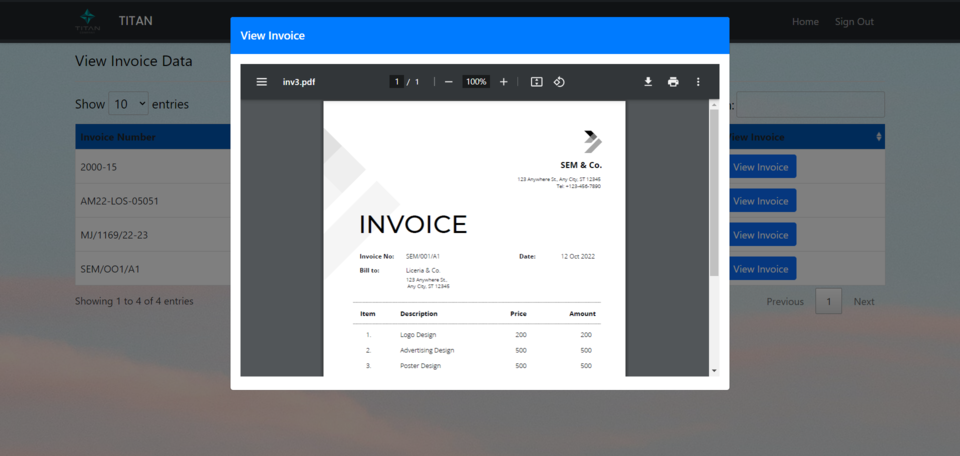 TITAN
TITAN
Home
Sign Out
View Invoice Data
Show 10 entries
Invoice Number
View Invoice
2000-15
View Invoice
AM22-LOS-05051
View Invoice
MJ/1169/22-23
View Invoice
SEM/OO1/A1
View Invoice
Showing 1 to 4 of 4 entries
Previous
1
Next
View Invoice
inv3.pdf
1 / 1
100%
SEM & Co.
123 Anywhere St., Any City, ST 12345
Tel: +123-456-7890
INVOICE
Invoice No: SEM/001/A1
Date: 12 Oct 2022
Bill to: Liceria & Co.
123 Anywhere St.,
Any City, ST 12345
Item Description Price Amount
1. Logo Design 200 200
2. Advertising Design 500 500
3. Poster Design 500 500